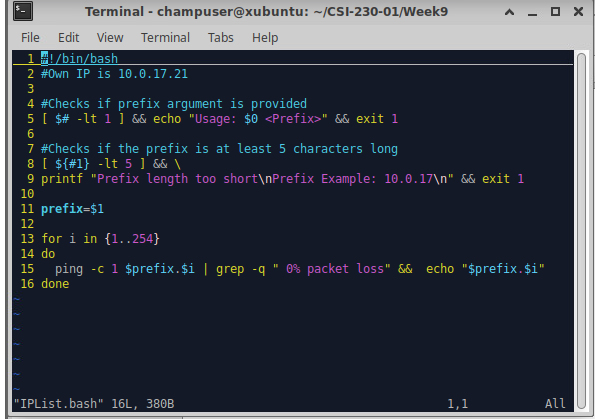 Terminal - champuser@xubuntu: ~/CSI-230-01/Week9
File Edit View Terminal Tabs Help
1 #!/bin/bash
2 #Own IP is 10.0.17.21
3
4 #Checks if prefix argument is provided
5 [ $# -lt 1 ] && echo "Usage: $0 <Prefix>" && exit 1
6
7 #Checks if the prefix is at least 5 characters long
8 [ ${#1} -lt 5 ] && \
9 printf "Prefix length too short\nPrefix Example: 10.0.17\n" && exit 1
10
11 prefix=$1
12
13 for i in {1..254}
14 do
15   ping -c 1 $prefix.$i | grep -q " 0% packet loss" &&  echo "$prefix.$i"
16 done
~
~
~
~
~
~
"IPList.bash" 16L, 380B 1,1 All